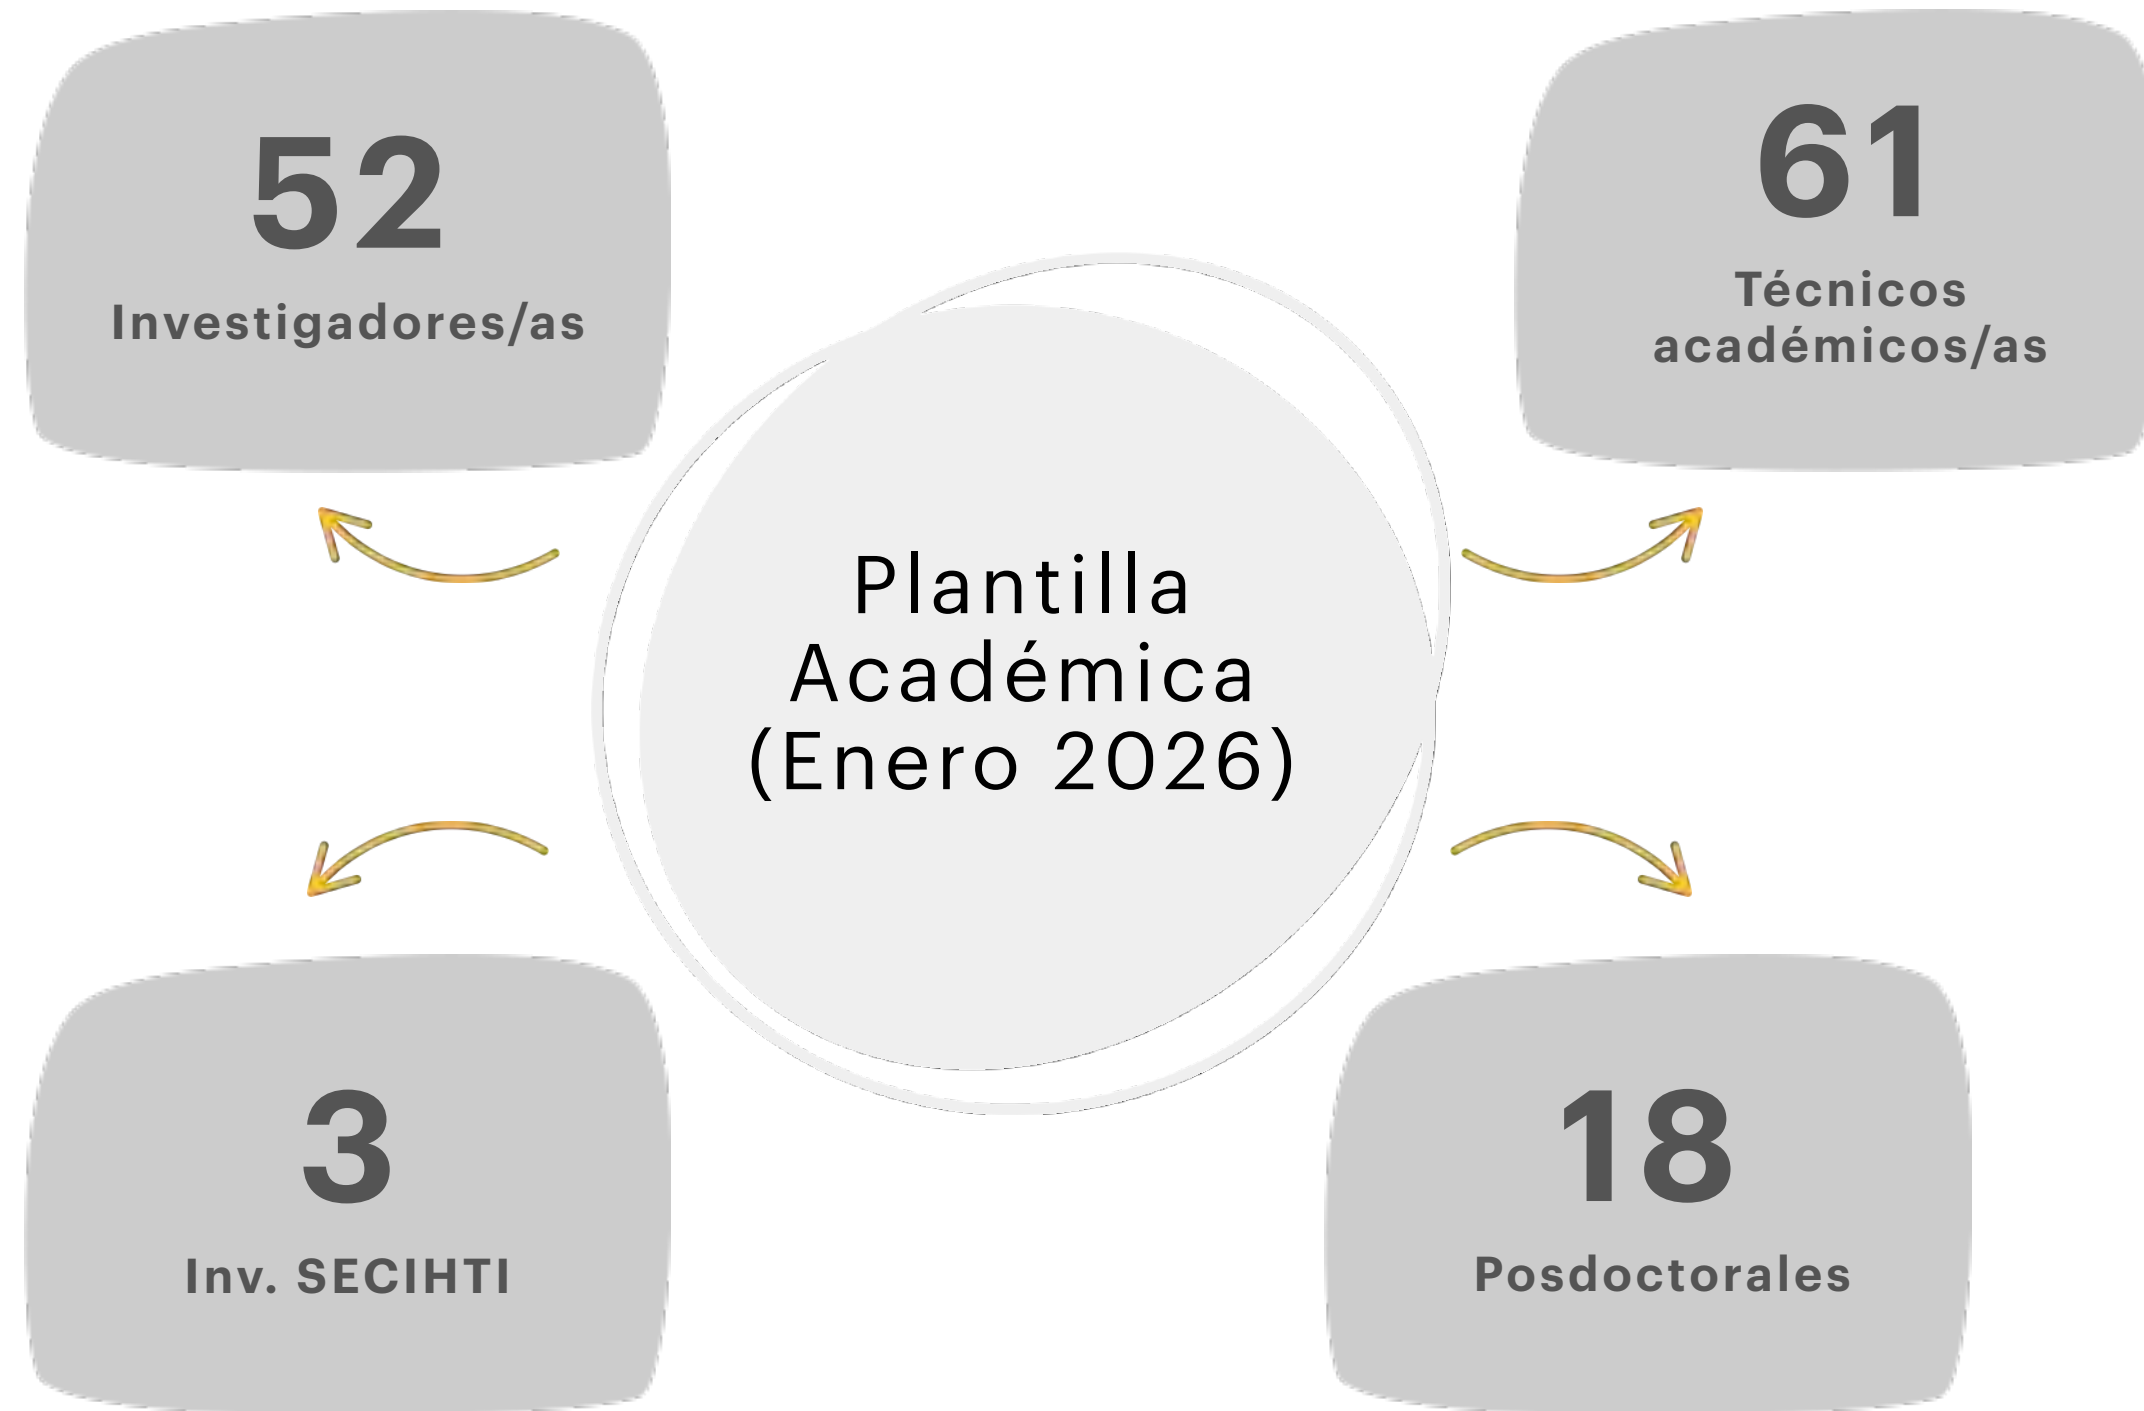 52
Investigadores/as
61
Técnicos
académicos/as
Plantilla
Académica
(Enero 2026)
3
Inv. SECIHTI
18
Posdoctorales